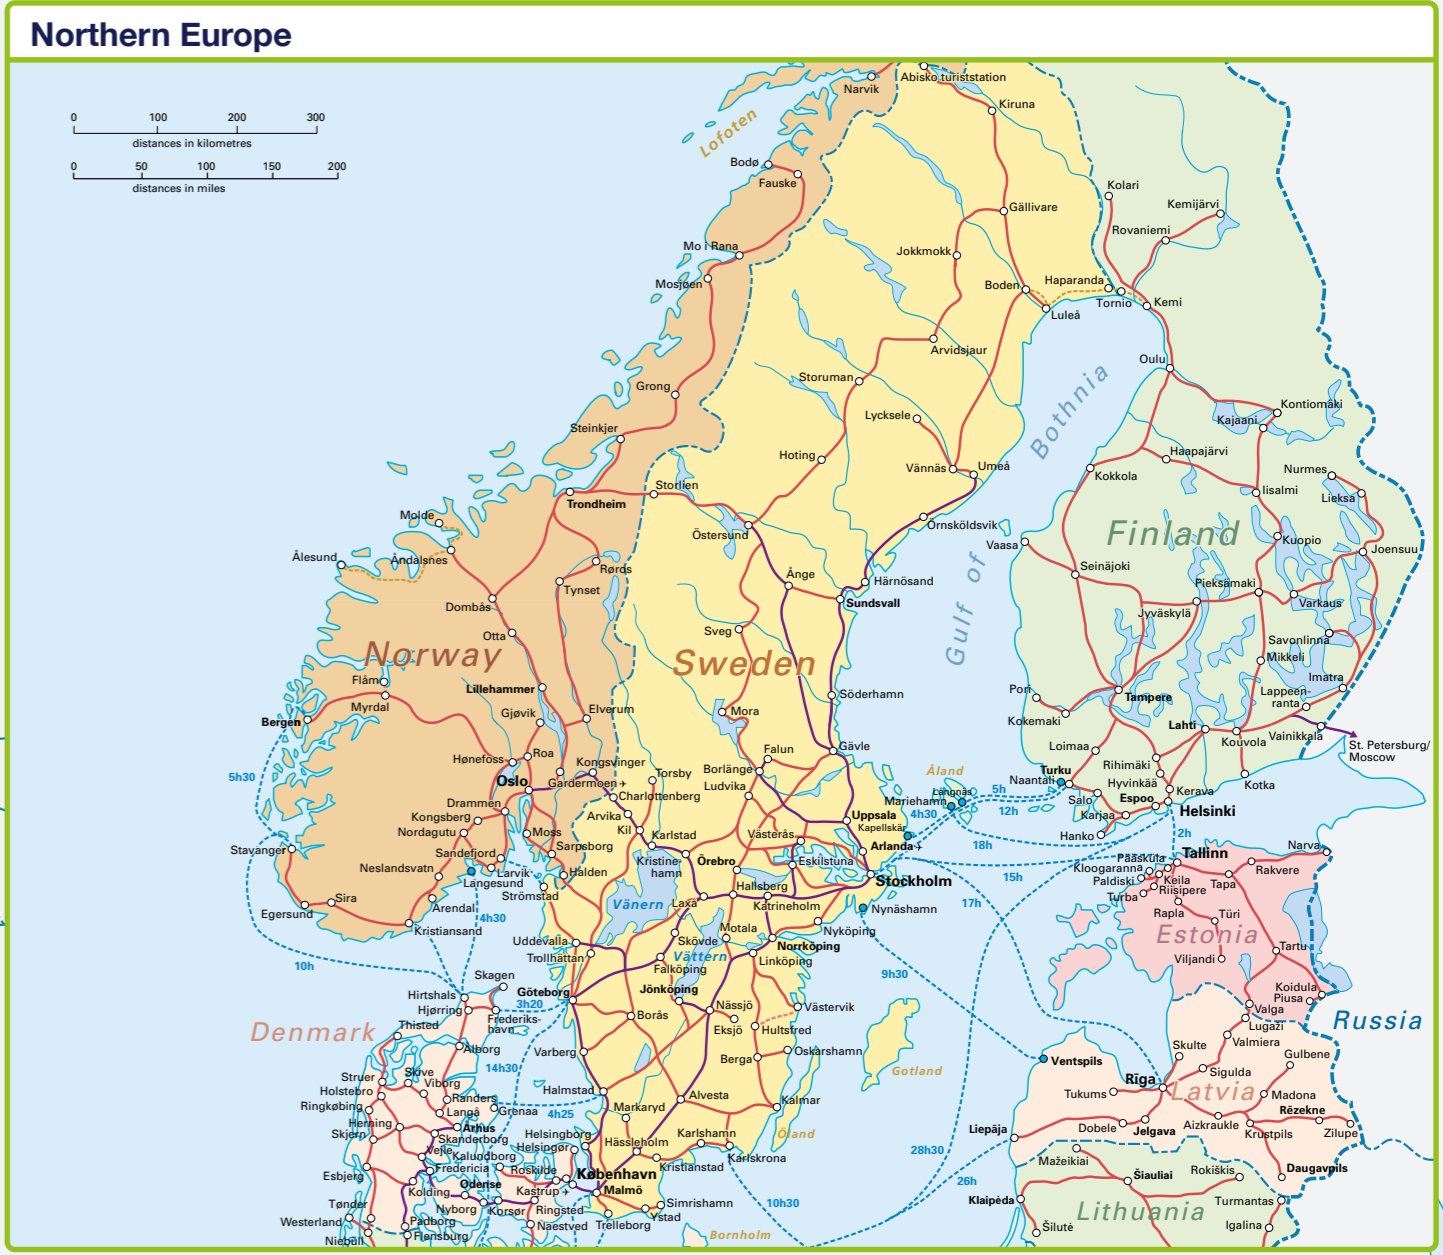 Northern Europe
0 100 200 300
distances in kilometres
0 50 100 150 200
distances in miles
Abisko turiststation
Narvik
Kiruna
Lofoten
Bodø
Fauske
Kolari
Kemijärvi
Gällivare
Rovaniemi
Mo i Rana
Jokkmokk
Mosjøen
Boden
Haparanda
Tornio
Kemi
Luleå
Arvidsjaur
Oulu
Storuman
Grong
Bothnia
Kontiomäki
Lycksele
Kajaani
Steinkjer
Hoting
Vännäs
Umeå
Haapajärvi
Kokkola
Nurmes
Storlien
Iisalmi
Lieksa
Trondheim
Molde
Örnsköldsvik
Finland
Östersund
Vaasa
Kuopio
Joensuu
Ålesund
Åndalsnes
Gulf of
Røros
Ånge
Härnösand
Seinäjoki
Tynset
Pieksämaki
Sundsvall
Varkaus
Dombås
Jyväskylä
Otta
Sveg
Savonlinna
Norway
Sweden
Mikkeli
Flåm
Imatra
Lillehammer
Söderhamn
Pori
Tampere
Lappeen-
ranta
Myrdal
Gjøvik
Elverum
Mora
Bergen
Kokemaki
Lahti
Vainikkala
Kouvola
St. Petersburg/
Moscow
Hønefoss
Roa
Falun
Gävle
Loimaa
Kongsvinger
Borlänge
Rihimäki
5h30
Oslo
Gardermoen
Torsby
Ludvika
Åland
Turku
Naantali
Hyvinkää
Kotka
Charlottenberg
Mariehamn
Långnäs
5h
Kerava
Drammen
4h30
12h
Salo
Espoo
Helsinki
Kongsberg
Arvika
Uppsala
Karjaa
Nordagutu
Moss
Kil
Karlstad
Västerås
Kapellskär
Hanko
2h
Stavanger
Sandefjord
Sarpsborg
Arlanda
18h
Narva
Neslandsvatn
Larvik
Halden
Kristine-
hamn
Örebro
Eskilstuna
Tallinn
Pääsküla
Kloogaranna
Rakvere
Langesund
Stockholm
15h
Paldiski
Keila
Riisipere
Tapa
Sira
Strömstad
Hallsberg
Turba
Egersund
Arendal
Vänern
Laxå
Katrineholm
Nynäshamn
17h
Rapla
Türi
Kristiansand
4h30
Motala
Nyköping
Estonia
Uddevalla
Skövde
Norrköping
Tartu
Trollhättan
Vättern
Linköping
Viljandi
10h
Falköping
9h30
Skagen
Göteborg
Jönköping
Koidula
Piusa
Hirtshals
3h20
Nässjö
Västervik
Valga
Hjørring
Frederiks-
havn
Borås
Eksjö
Hultsfred
Lugaži
Russia
Denmark
Thisted
Valmiera
Ålborg
Varberg
Berga
Oskarshamn
Skulte
Gulbene
14h30
Gotland
Ventspils
Sigulda
Struer
Skive
Rīga
Holstebro
Viborg
Halmstad
Tukums
Latvia
Madona
Ringkøbing
Randers
Grenaa
4h25
Alvesta
Kalmar
Rēzekne
Langå
Markaryd
Herning
Århus
Aizkraukle
Liepāja
Dobele
Jelgava
Krustpils
Zilupe
Skjern
Skanderborg
Helsingborg
Hässleholm
Karlshamn
Öland
Vejle
Kalundborg
Helsingør
Karlskrona
28h30
Mažeikiai
Fredericia
Roskilde
København
Kristianstad
Šiauliai
Rokiškis
Daugavpils
Esbjerg
Odense
26h
Kolding
Kastrup
Malmö
10h30
Klaipėda
Turmantas
Tønder
Nyborg
Korsør
Ringsted
Simrishamn
Lithuania
Westerland
Padborg
Naestved
Ystad
Šilutė
Igalina
Flensburg
Trelleborg
Niebüll
Bornholm